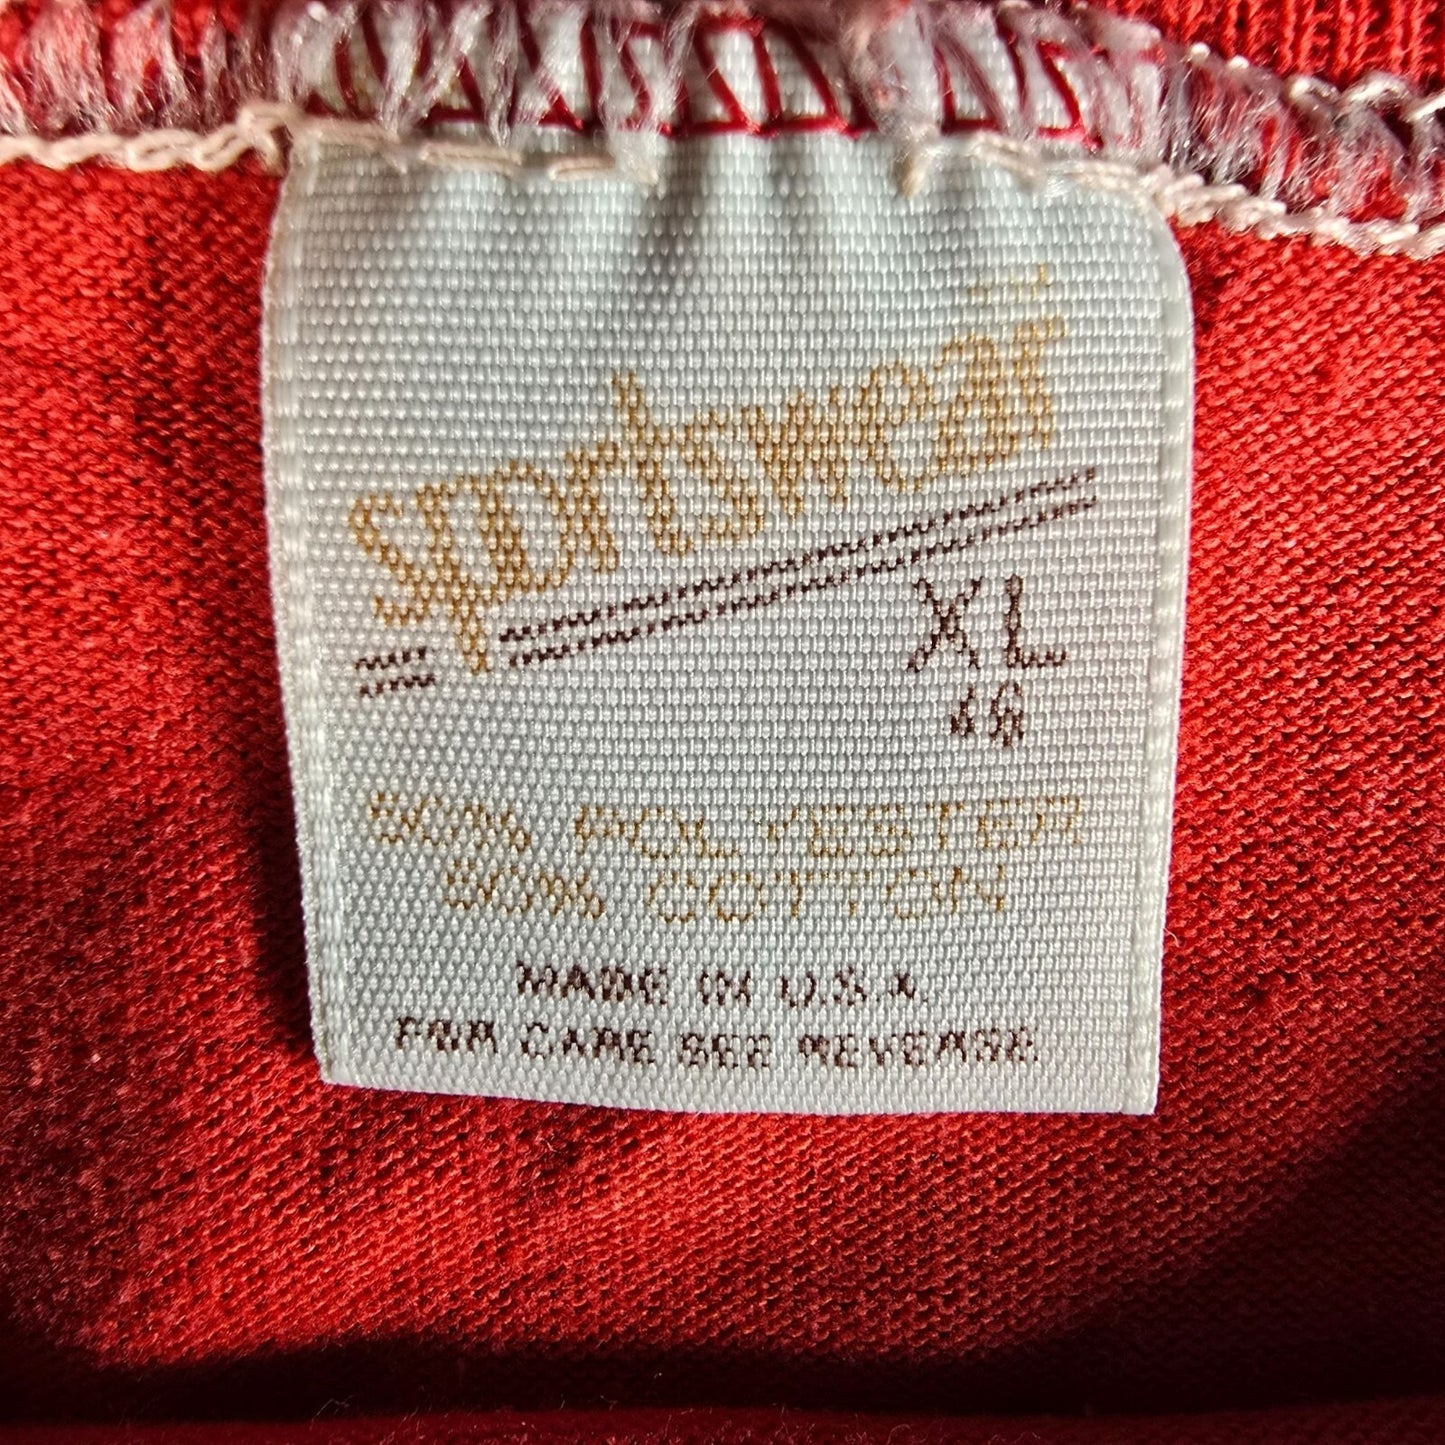 sportswear
XL
46
50% POLYESTER
50% COTTON
MADE IN U.S.A.
FOR CARE SEE REVERSE